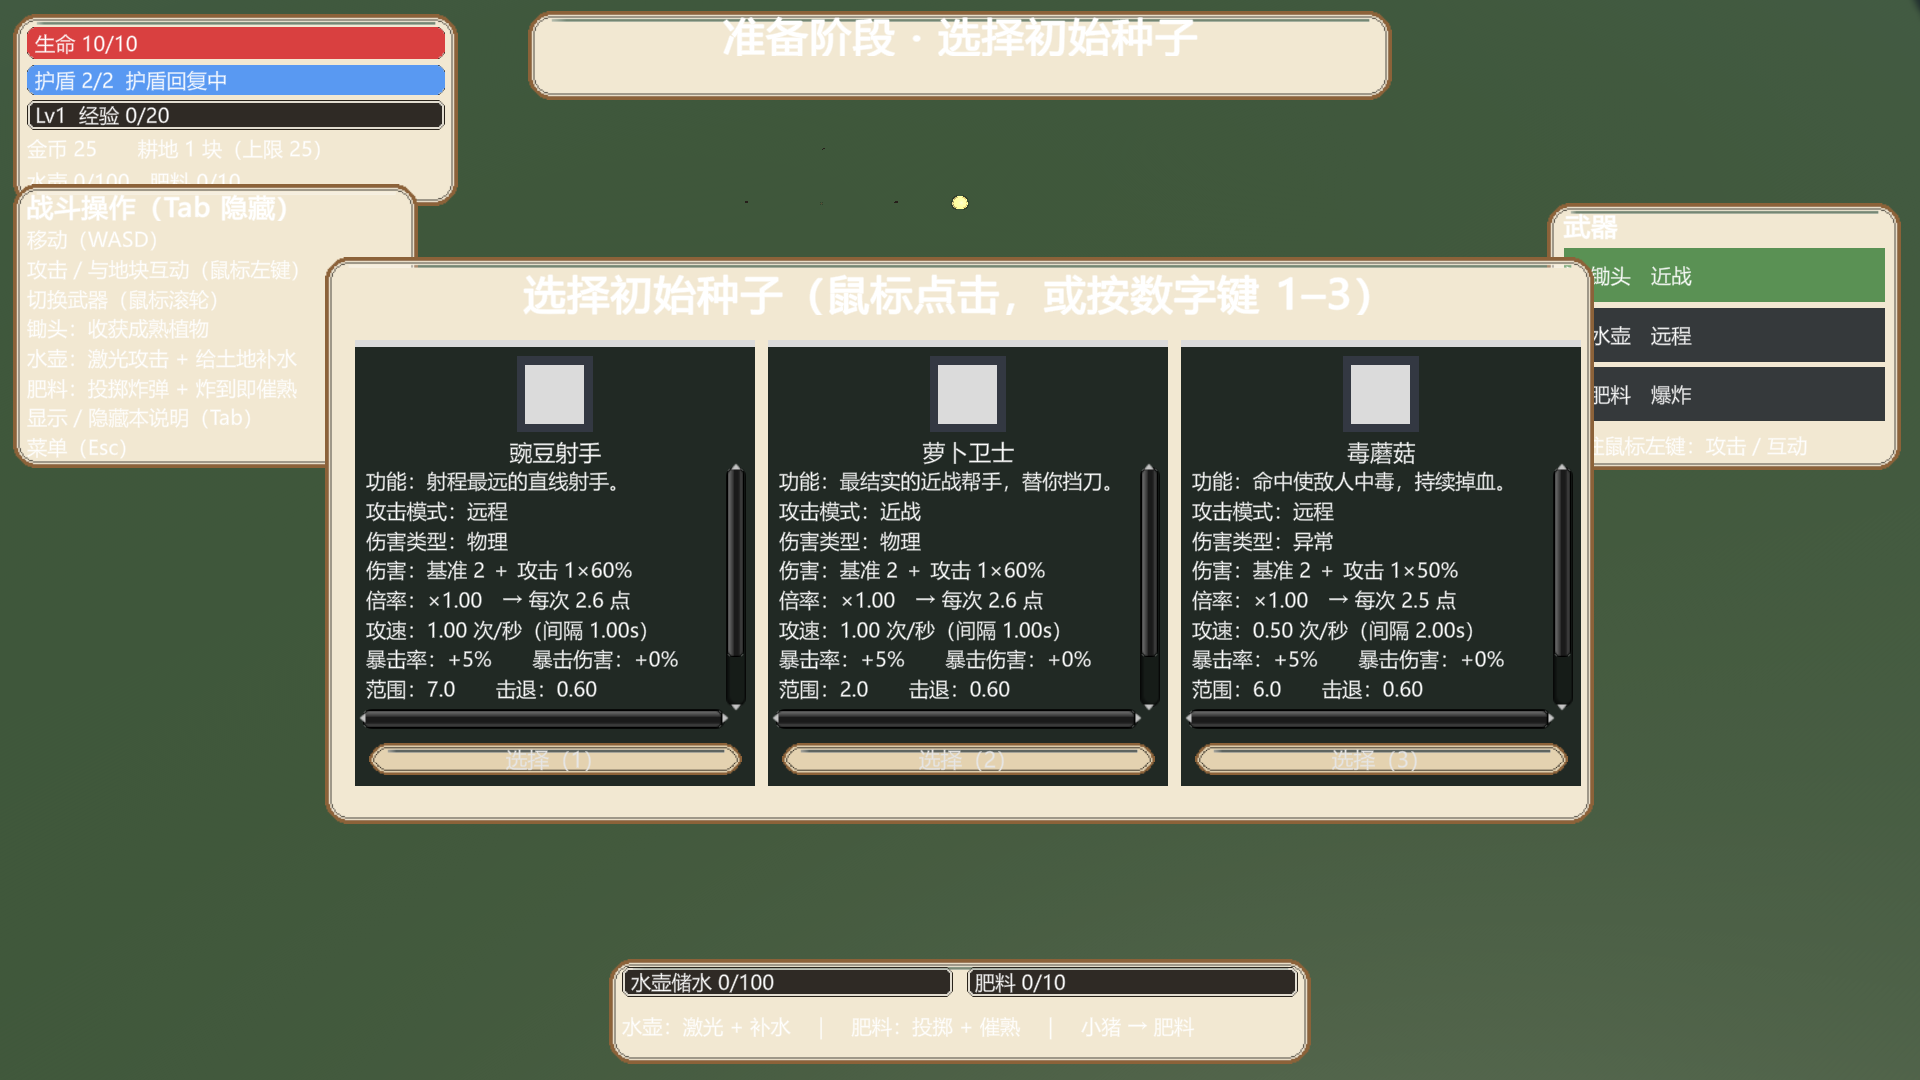 准备阶段 · 选择初始种子
生命 10/10
护盾 2/2 护盾回复中
Lv1 经验 0/20
金币 25 耕地 1 块（上限 25）
水壶 0/100 肥料 0/10
战斗操作（Tab 隐藏）
移动（WASD）
攻击 / 与地块互动（鼠标左键）
切换武器（鼠标滚轮）
锄头：收获成熟植物
水壶：激光攻击 + 给土地补水
肥料：投掷炸弹 + 炸到即催熟
显示 / 隐藏本说明（Tab）
菜单（Esc）
武器
锄头 近战
水壶 远程
肥料 爆炸
鼠标左键：攻击 / 互动
选择初始种子（鼠标点击，或按数字键 1–3）
豌豆射手
功能：射程最远的直线射手。
攻击模式：远程
伤害类型：物理
伤害：基准 2 + 攻击 1×60%
倍率：×1.00 → 每次 2.6 点
攻速：1.00 次/秒（间隔 1.00s）
暴击率：+5% 暴击伤害：+0%
范围：7.0 击退：0.60
选择（1）
萝卜卫士
功能：最结实的近战帮手，替你挡刀。
攻击模式：近战
伤害类型：物理
伤害：基准 2 + 攻击 1×60%
倍率：×1.00 → 每次 2.6 点
攻速：1.00 次/秒（间隔 1.00s）
暴击率：+5% 暴击伤害：+0%
范围：2.0 击退：0.60
选择（2）
毒蘑菇
功能：命中使敌人中毒，持续掉血。
攻击模式：远程
伤害类型：异常
伤害：基准 2 + 攻击 1×50%
倍率：×1.00 → 每次 2.5 点
攻速：0.50 次/秒（间隔 2.00s）
暴击率：+5% 暴击伤害：+0%
范围：6.0 击退：0.60
选择（3）
水壶储水 0/100
肥料 0/10
水壶：激光 + 补水 | 肥料：投掷 + 催熟 | 小猪 → 肥料